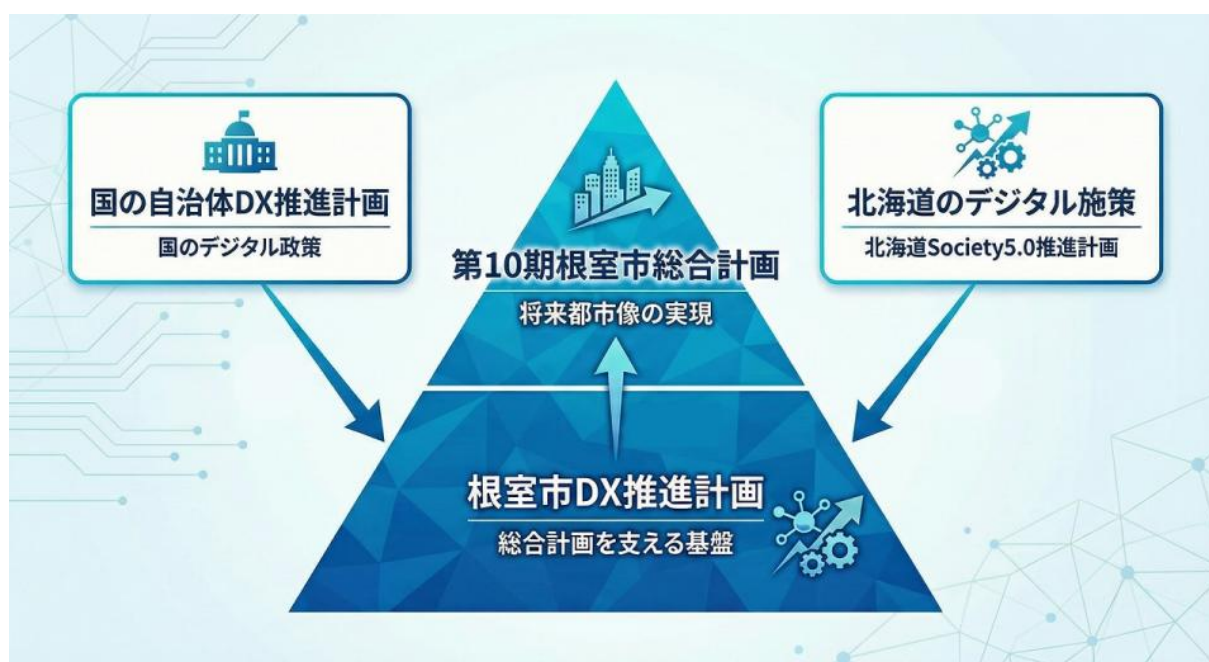 国の自治体DX推進計画
国のデジタル政策
北海道のデジタル施策
北海道Society5.0推進計画
第10期根室市総合計画
将来都市像の実現
根室市DX推進計画
総合計画を支える基盤